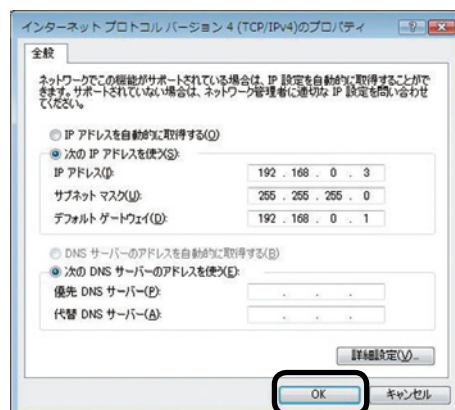 インターネット プロトコル バージョン 4 (TCP/IPv4)のプロパティ
全般
ネットワークでこの機能がサポートされている場合は、IP 設定を自動的に取得することがで
きます。サポートされていない場合は、ネットワーク管理者に適切な IP 設定を問い合わせ
てください。
IP アドレスを自動的に取得する(O)
次の IP アドレスを使う(S):
IP アドレス(I): 192 . 168 . 0 . 3
サブネット マスク(U): 255 . 255 . 255 . 0
デフォルト ゲートウェイ(D): 192 . 168 . 0 . 1
DNS サーバーのアドレスを自動的に取得する(B)
次の DNS サーバーのアドレスを使う(E):
優先 DNS サーバー(P): . . .
代替 DNS サーバー(A): . . .
詳細設定(V)...
OK キャンセル